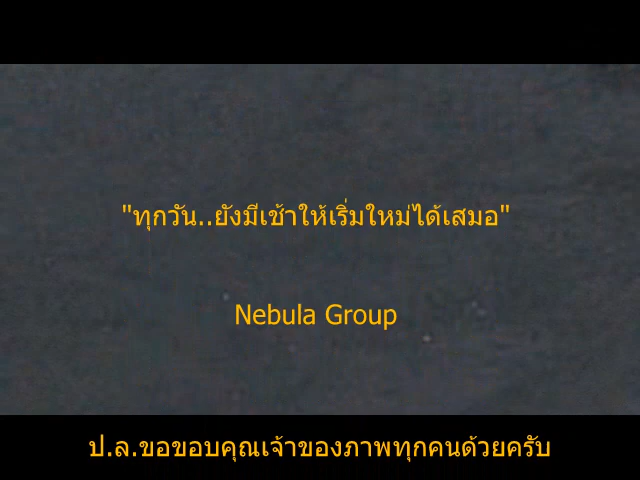 "ทุกวัน..ยังมีเช้าให้เริ่มใหม่ได้เสมอ"
Nebula Group
ป.ล.ขอขอบคุณเจ้าของภาพทุกคนด้วยครับ